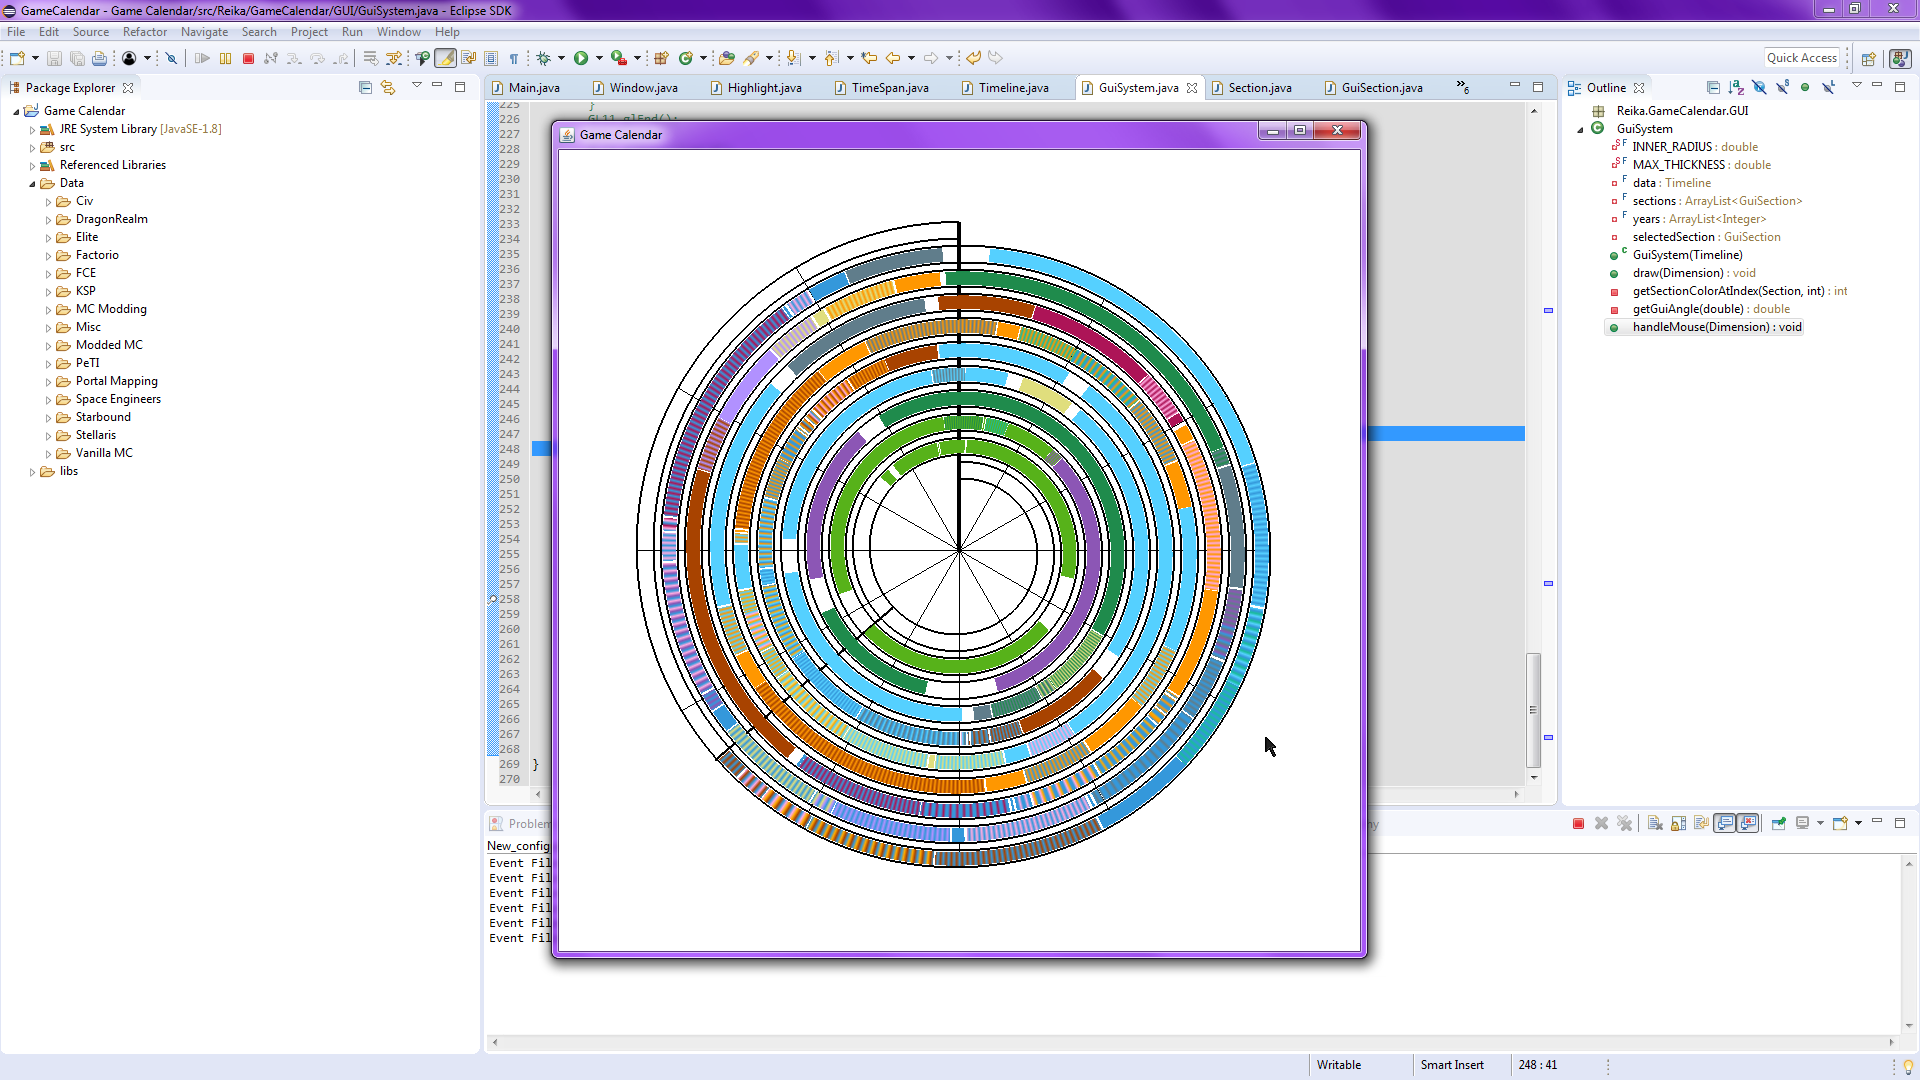 GameCalendar - Game Calendar/src/Reika/GameCalendar/GUI/GuiSystem.java - Eclipse SDK
File Edit Source Refactor Navigate Search Project Run Window Help
Quick Access
Package Explorer
Game Calendar
JRE System Library [JavaSE-1.8]
src
Referenced Libraries
Data
Civ
DragonRealm
Elite
Factorio
FCE
KSP
MC Modding
Misc
Modded MC
PeTI
Portal Mapping
Space Engineers
Starbound
Stellaris
Vanilla MC
libs
Main.java Window.java Highlight.java TimeSpan.java Timeline.java GuiSystem.java Section.java GuiSection.java »6
225 }
226 GL11.glEnd();
227
228
229
230
231
232
233
234
235
236
237
238
239
240
241
242
243
244
245
246
247
248
249
250
251
252
253
254
255
256
257
258
259
260
261
262
263
264
265
266
267
268
269 }
270
Game Calendar
Outline
Reika.GameCalendar.GUI
GuiSystem
INNER_RADIUS : double
MAX_THICKNESS : double
data : Timeline
sections : ArrayList<GuiSection>
years : ArrayList<Integer>
selectedSection : GuiSection
GuiSystem(Timeline)
draw(Dimension) : void
getSectionColorAtIndex(Section, int) : int
getGuiAngle(double) : double
handleMouse(Dimension) : void
Problem
New_config
Event Fil
Event Fil
Event Fil
Event Fil
Event Fil
Event Fil
Writable Smart Insert 248 : 41